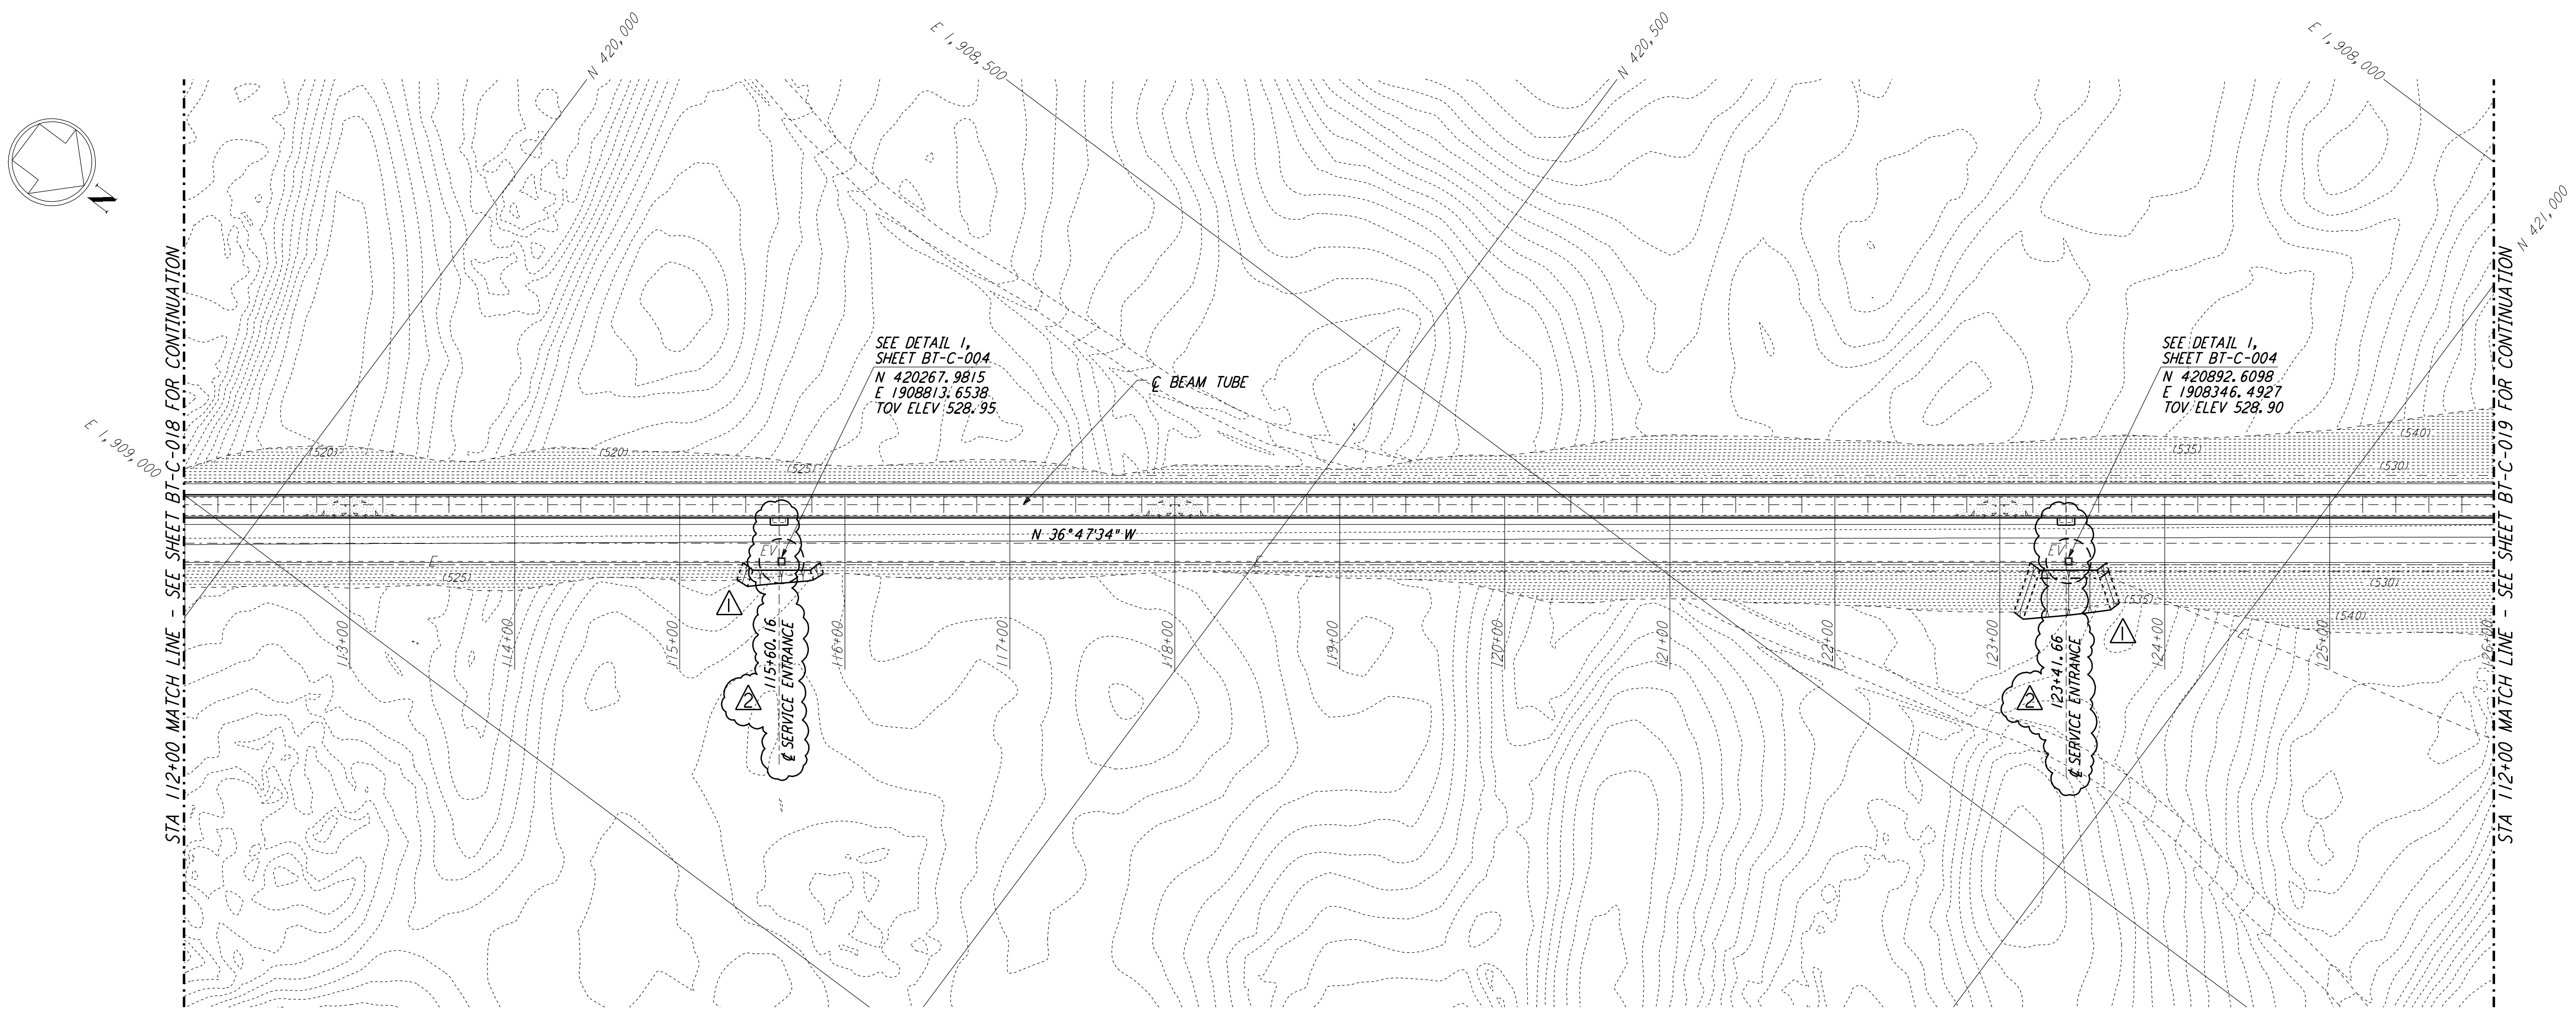 E 1,908,500
N 420,000
N 420,500
E 1,908,000
N 421,000
N
E 1,909,000
STA 112+00 MATCH LINE - SEE SHEET BT-C-018 FOR CONTINUATION
SEE DETAIL 1,
SHEET BT-C-004
N 420267.9815
E 1908813.6538
TOV ELEV 528.95
℄ BEAM TUBE
SEE DETAIL 1,
SHEET BT-C-004
N 420892.6098
E 1908346.4927
TOV ELEV 528.90
STA 112+00 MATCH LINE - SEE SHEET BT-C-019 FOR CONTINUATION
(520)
(520)
(525)
(535)
(540)
(530)
N 36°47'34" W
EV
EV
E
E
E
(525)
(530)
(535)
(540)
1
1
2
2
115+60.16
℄ SERVICE ENTRANCE
123+41.66
℄ SERVICE ENTRANCE
113+00
114+00
115+00
116+00
117+00
118+00
119+00
120+00
121+00
122+00
123+00
124+00
125+00
126+00